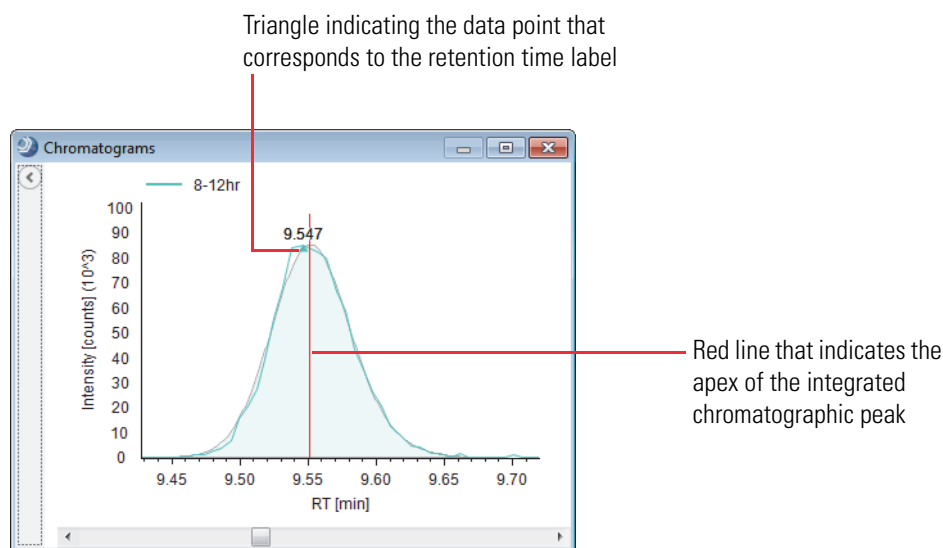 Triangle indicating the data point that
corresponds to the retention time label
Chromatograms
8-12hr
100
90
80
70
60
50
40
30
20
10
0
Intensity [counts] (10^3)
9.547
9.45 9.50 9.55 9.60 9.65 9.70
RT [min]
Red line that indicates the
apex of the integrated
chromatographic peak